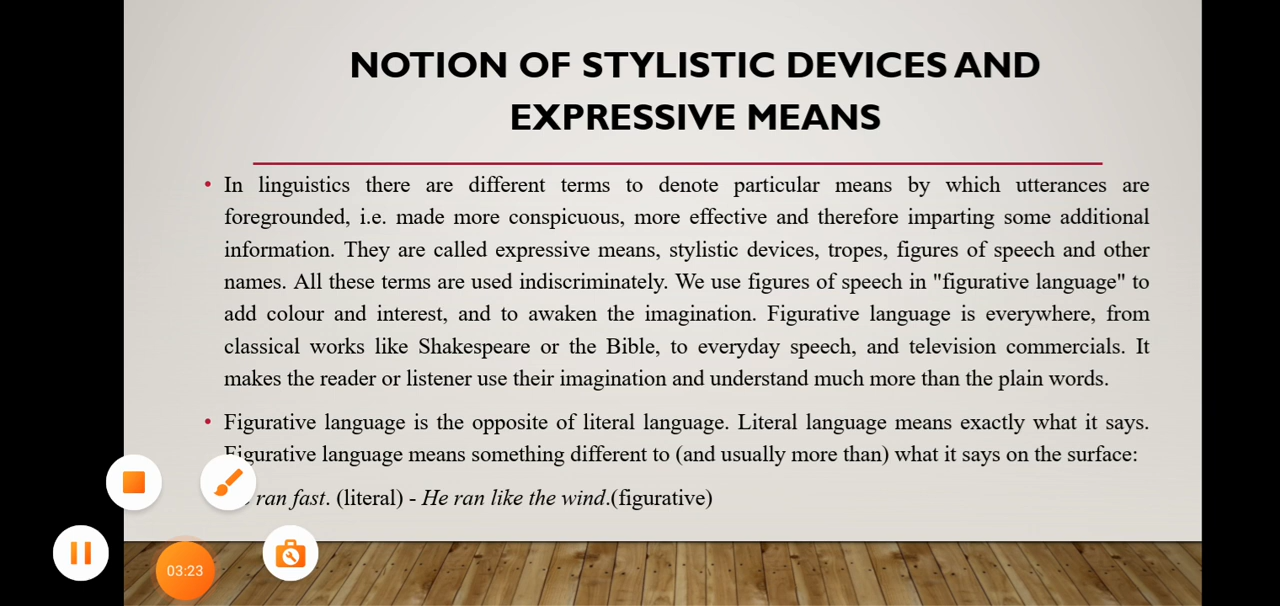 NOTION OF STYLISTIC DEVICES AND
EXPRESSIVE MEANS
• In linguistics there are different terms to denote particular means by which utterances are
foregrounded, i.e. made more conspicuous, more effective and therefore imparting some additional
information. They are called expressive means, stylistic devices, tropes, figures of speech and other
names. All these terms are used indiscriminately. We use figures of speech in "figurative language" to
add colour and interest, and to awaken the imagination. Figurative language is everywhere, from
classical works like Shakespeare or the Bible, to everyday speech, and television commercials. It
makes the reader or listener use their imagination and understand much more than the plain words.
• Figurative language is the opposite of literal language. Literal language means exactly what it says.
Figurative language means something different to (and usually more than) what it says on the surface:
ran fast. (literal) - He ran like the wind.(figurative)
03:23